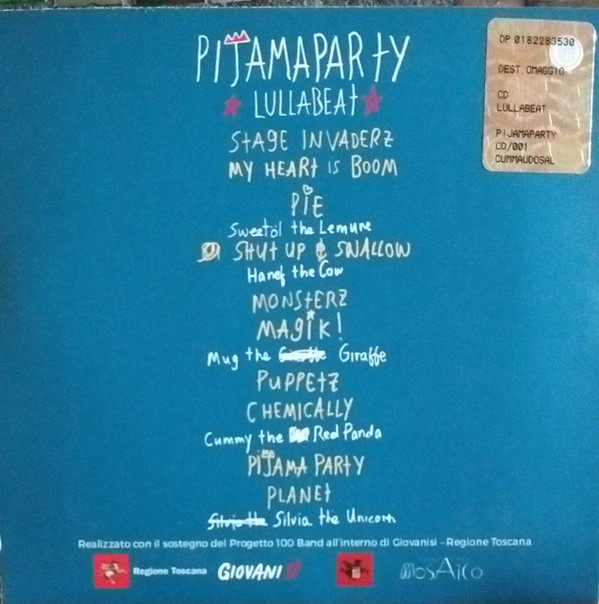 PIJAMAPARTY
LULLABEAT
STAGE INVADERZ
MY HEART is BOOM
PIE
Sweetöl the Lemure
SHUT UP & SWALLOW
Hanef the Cow
MONSTERZ
MAGIK!
Mug the Giraffe
PUPPETZ
CHEMICALLY
Cummy the Red Panda
PIJAMA PARTY
PLANET
Silvia the Silvia the Unicorn
Realizzato con il sostegno del Progetto 100 Band all'interno di Giovanisì - Regione Toscana
Regione Toscana
GIOVANI SÌ
MOSAiCO
DP 0182283530
DEST OMAGGIO
CD
LULLABEAT
PIJAMAPARTY
CD/001
CUMMAUDOSAL